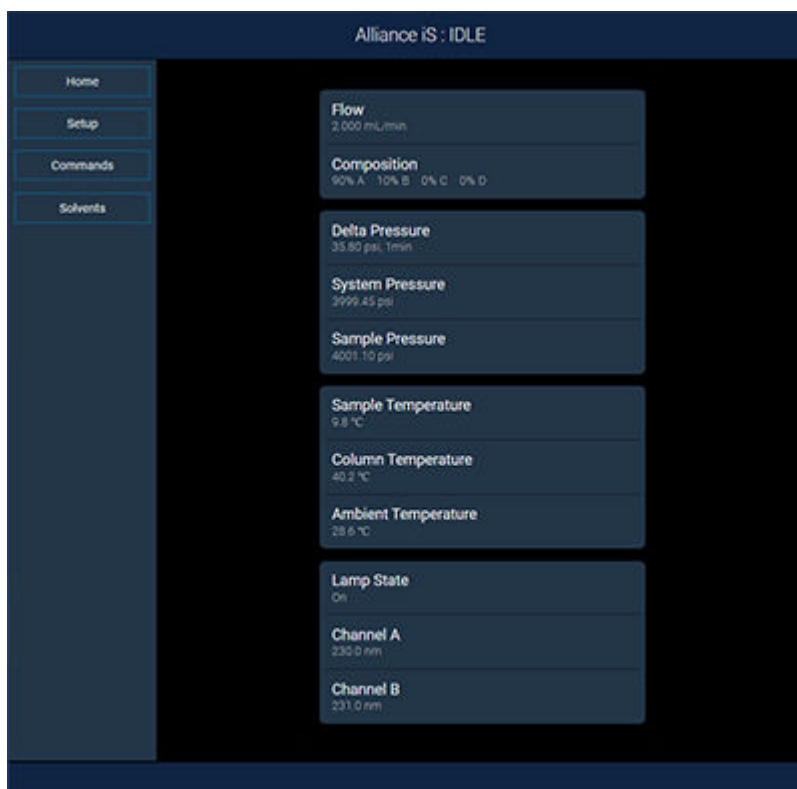 Alliance iS : IDLE
Home
Setup
Commands
Solvents
Flow
2.000 mL/min
Composition
90% A 10% B 0% C 0% D
Delta Pressure
35.80 psi, 1min
System Pressure
3999.45 psi
Sample Pressure
4001.10 psi
Sample Temperature
9.8 °C
Column Temperature
40.2 °C
Ambient Temperature
28.6 °C
Lamp State
On
Channel A
230.0 nm
Channel B
231.0 nm